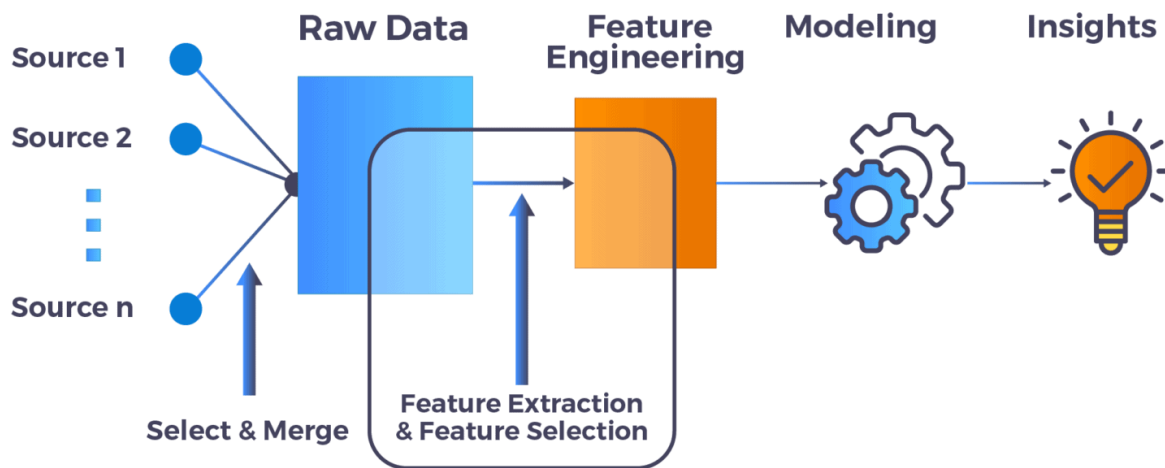 Raw Data
Feature
Engineering
Modeling
Insights
Source 1
Source 2
Source n
Select & Merge
Feature Extraction
& Feature Selection